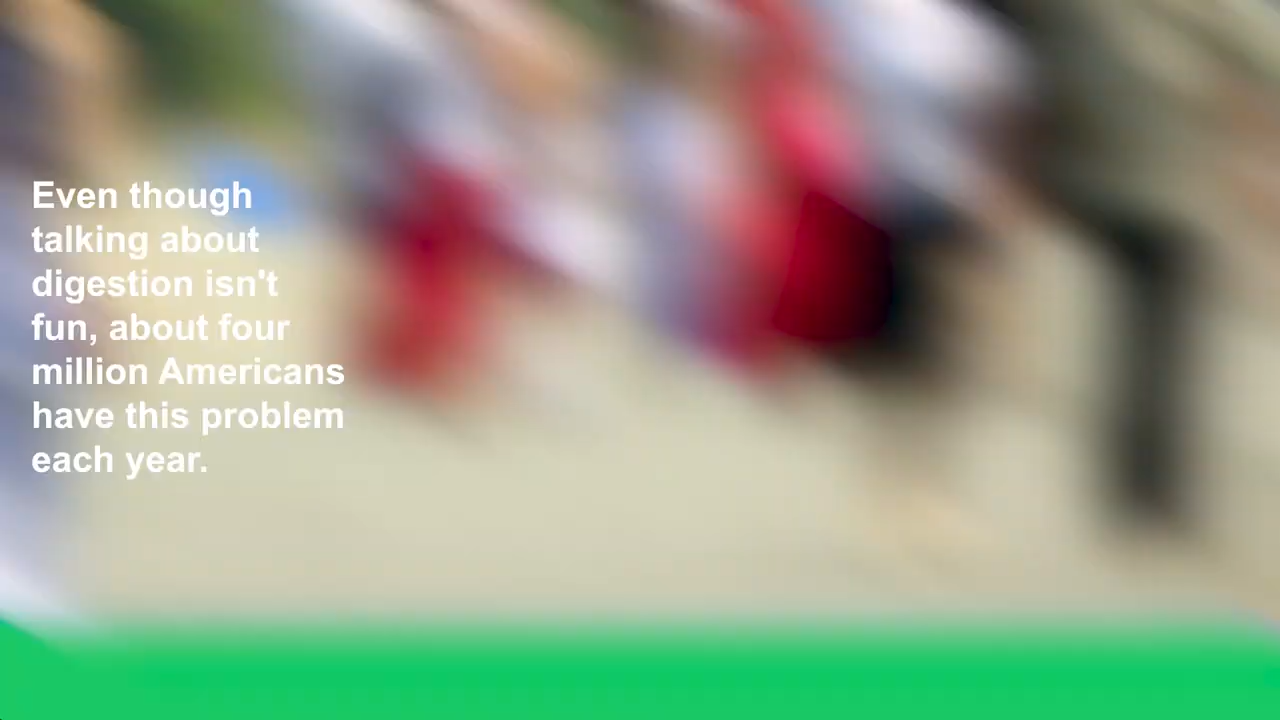 Even though
talking about
digestion isn't
fun, about four
million Americans
have this problem
each year.